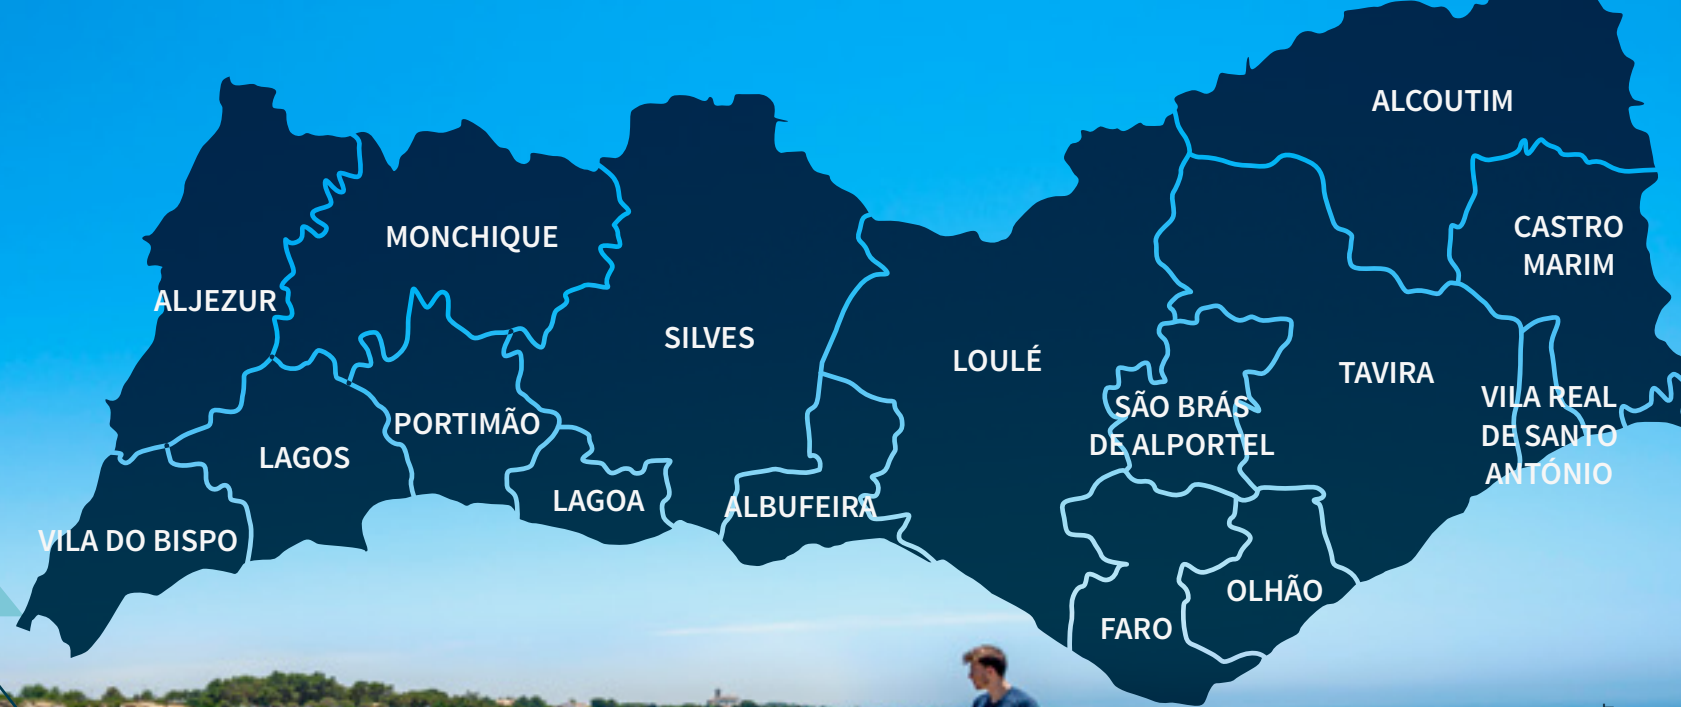 ALCOUTIM
MONCHIQUE
CASTRO
MARIM
ALJEZUR
SILVES
LOULÉ
TAVIRA
SÃO BRÁS
DE ALPORTEL
VILA REAL
DE SANTO
ANTÓNIO
PORTIMÃO
LAGOS
LAGOA
ALBUFEIRA
VILA DO BISPO
OLHÃO
FARO